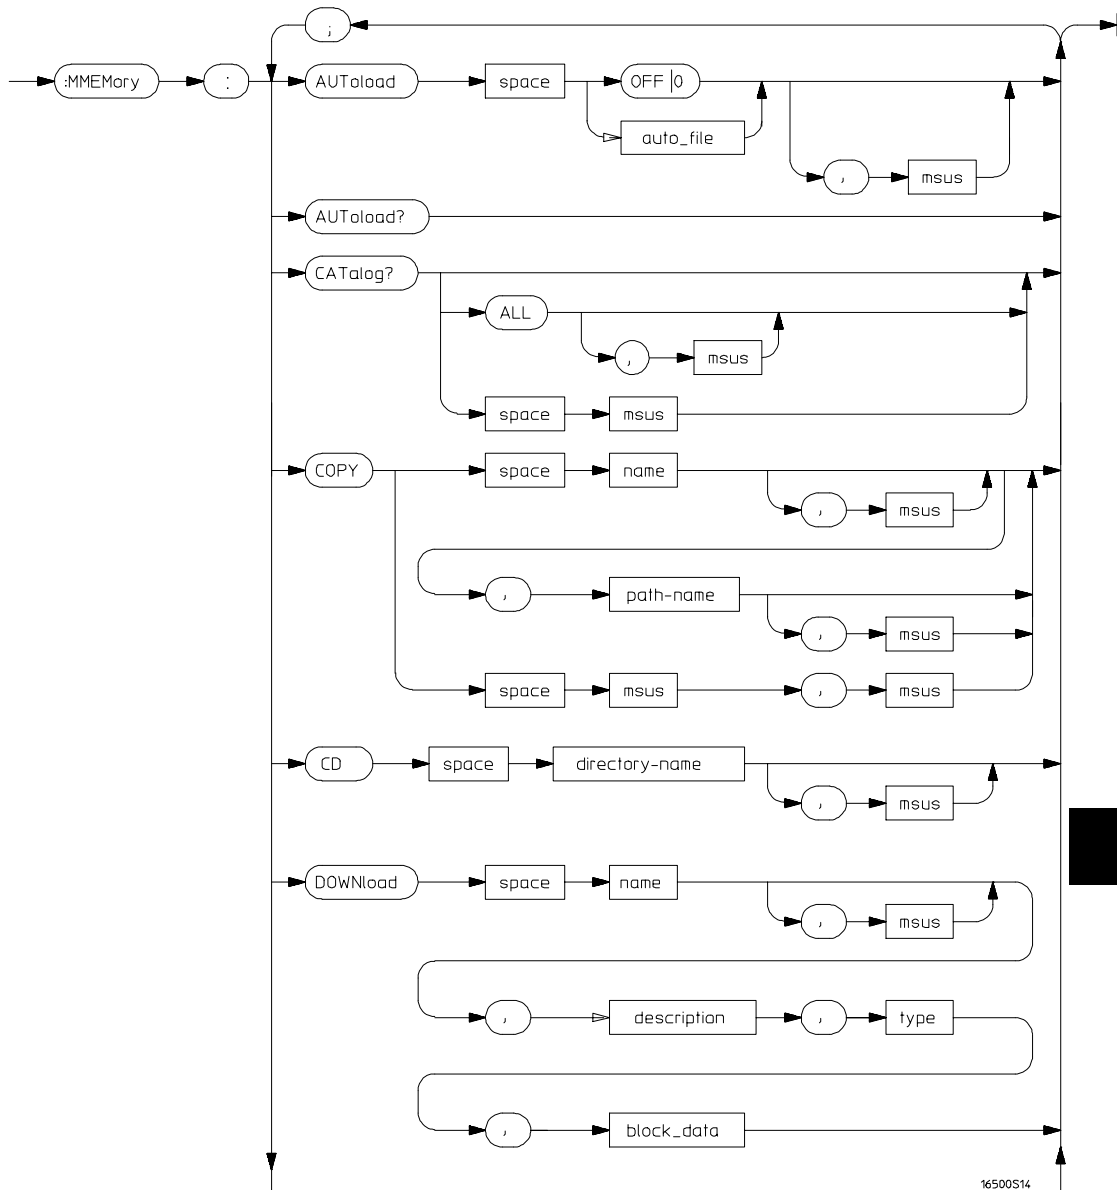 ;
:MMEMory : AUToload space OFF|0
auto_file
, msus
AUToload?
CATalog?
ALL
, msus
space msus
COPY space name
, msus
, path-name
, msus
space msus , msus
CD space directory-name
, msus
DOWNload space name
, msus
, description , type
, block_data
16500S14